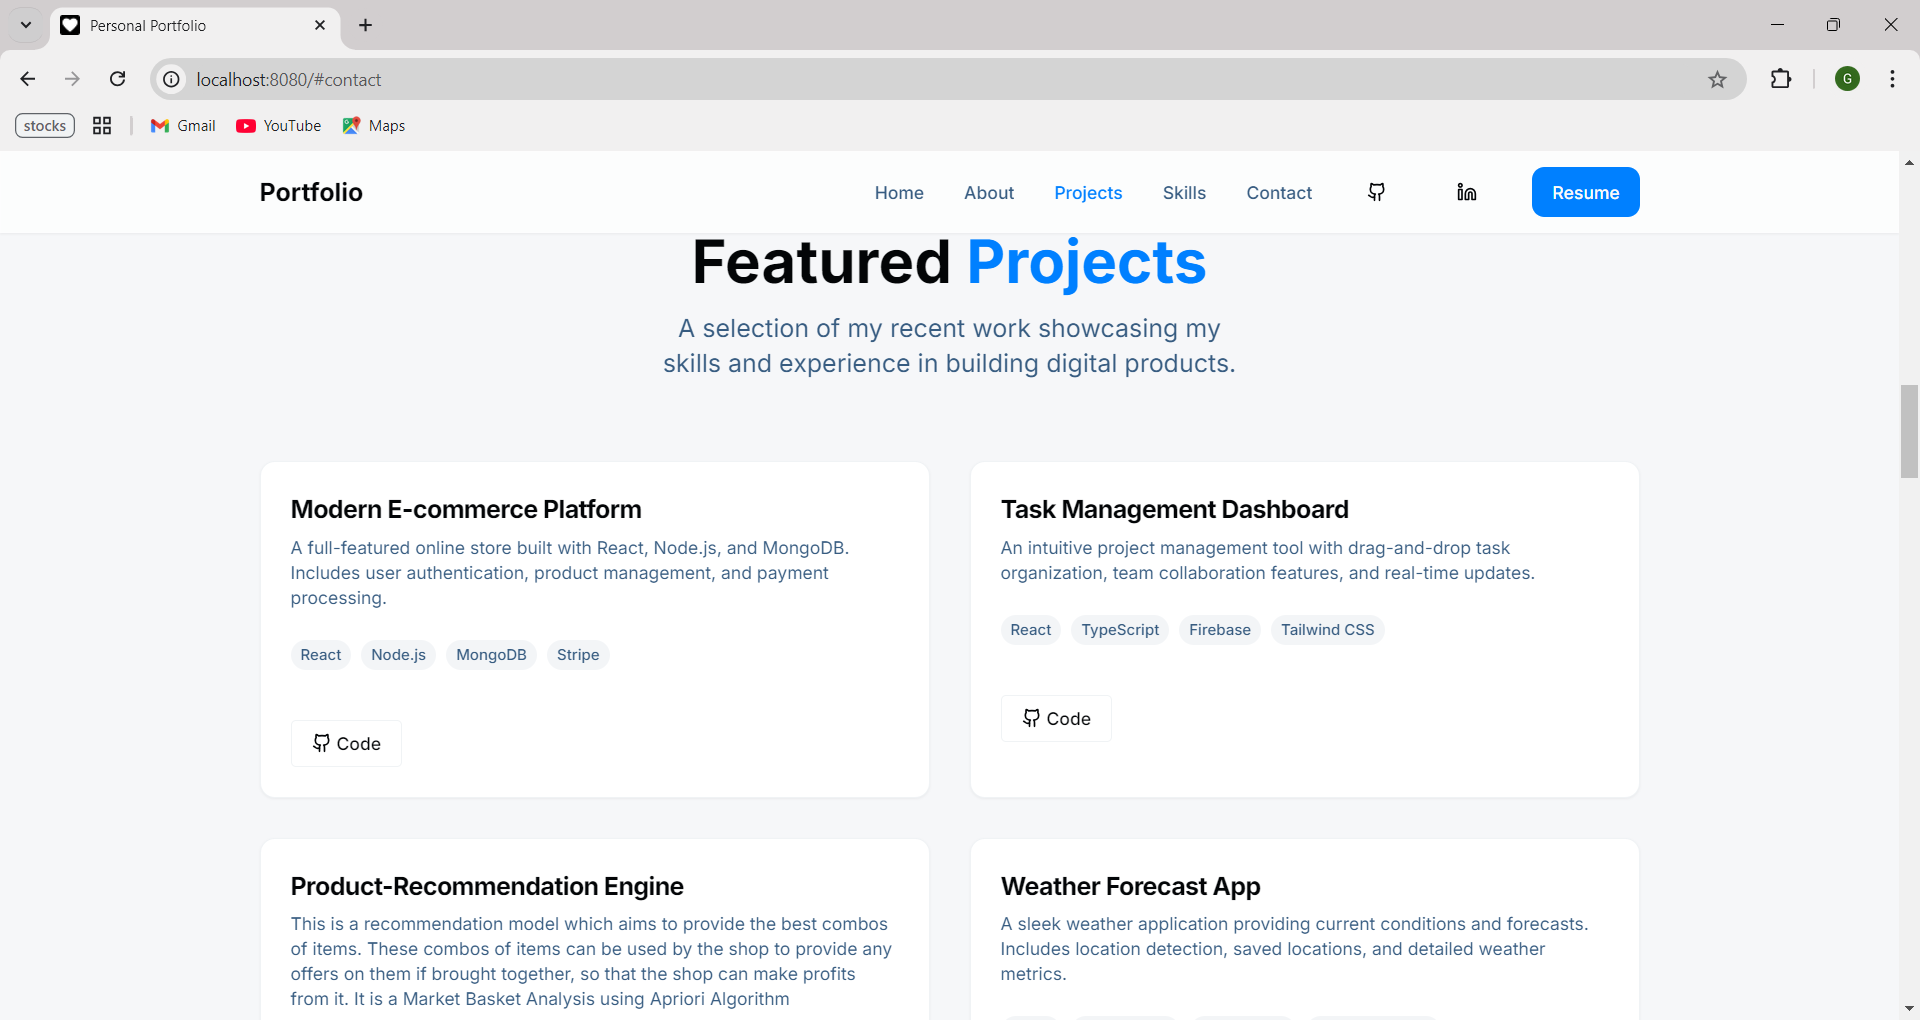 Personal Portfolio
localhost:8080/#contact
G
stocks
Gmail
YouTube
Maps
Portfolio
Home
About
Projects
Skills
Contact
Resume
Featured Projects
A selection of my recent work showcasing my
skills and experience in building digital products.
Modern E-commerce Platform
A full-featured online store built with React, Node.js, and MongoDB.
Includes user authentication, product management, and payment
processing.
React
Node.js
MongoDB
Stripe
Code
Task Management Dashboard
An intuitive project management tool with drag-and-drop task
organization, team collaboration features, and real-time updates.
React
TypeScript
Firebase
Tailwind CSS
Code
Product-Recommendation Engine
This is a recommendation model which aims to provide the best combos
of items. These combos of items can be used by the shop to provide any
offers on them if brought together, so that the shop can make profits
from it. It is a Market Basket Analysis using Apriori Algorithm
Weather Forecast App
A sleek weather application providing current conditions and forecasts.
Includes location detection, saved locations, and detailed weather
metrics.